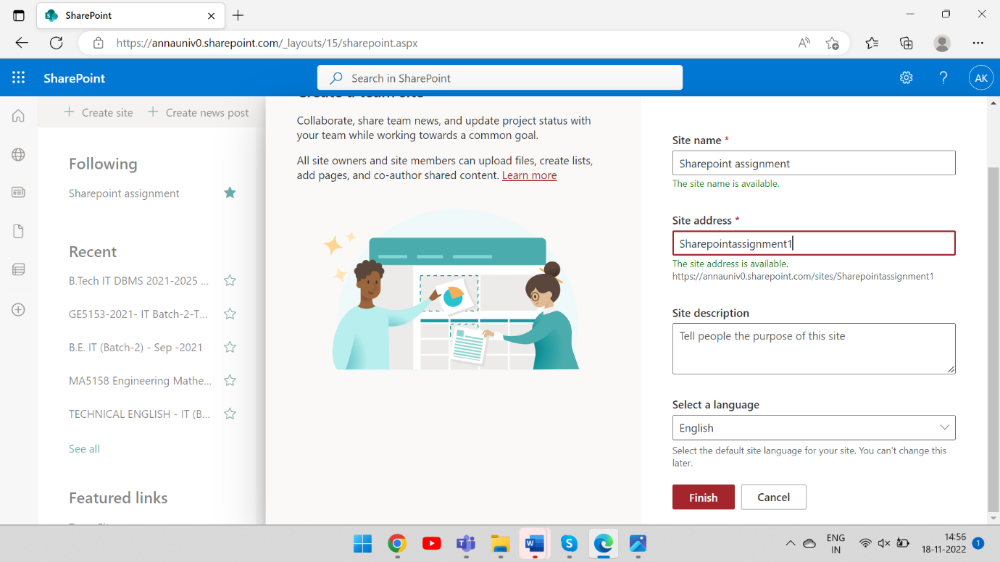 SharePoint
https://annauniv0.sharepoint.com/_layouts/15/sharepoint.aspx
SharePoint
Search in SharePoint
AK
Create site
Create news post
Following
Sharepoint assignment
Recent
B.Tech IT DBMS 2021-2025 ...
GE5153-2021- IT Batch-2-T...
B.E. IT (Batch-2) - Sep -2021
MA5158 Engineering Mathe...
TECHNICAL ENGLISH - IT (B...
See all
Featured links
Create a team site
Collaborate, share team news, and update project status with
your team while working towards a common goal.
All site owners and site members can upload files, create lists,
add pages, and co-author shared content. Learn more
Site name *
Sharepoint assignment
The site name is available.
Site address *
Sharepointassignment1
The site address is available.
https://annauniv0.sharepoint.com/sites/Sharepointassignment1
Site description
Tell people the purpose of this site
Select a language
English
Select the default site language for your site. You can't change this
later.
Finish
Cancel
ENG
IN
14:56
18-11-2022
1